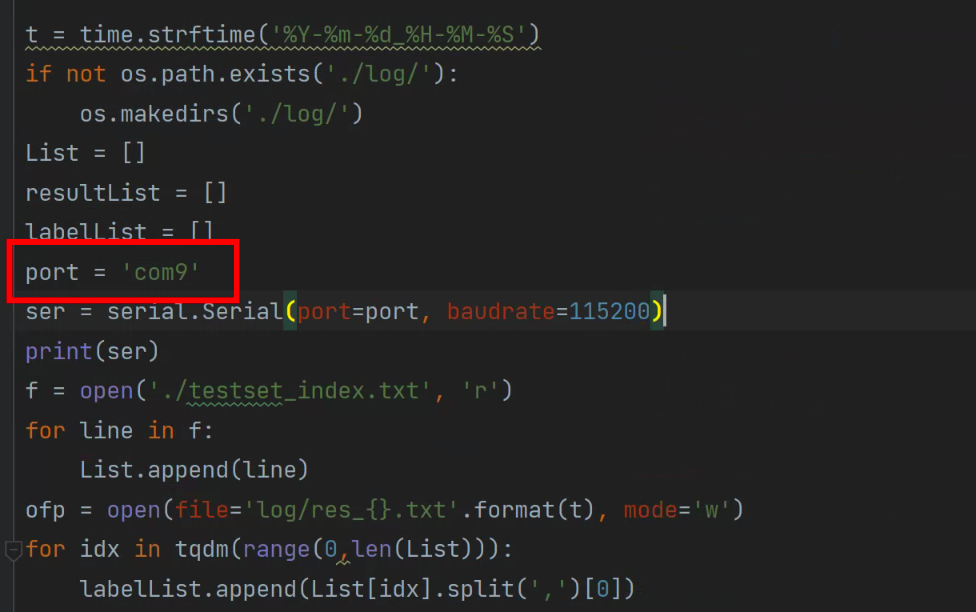 t = time.strftime('%Y-%m-%d_%H-%M-%S')
if not os.path.exists('./log/'):
    os.makedirs('./log/')
List = []
resultList = []
labelList = []
port = 'com9'
ser = serial.Serial(port=port, baudrate=115200)
print(ser)
f = open('./testset_index.txt', 'r')
for line in f:
    List.append(line)
ofp = open(file='log/res_{}.txt'.format(t), mode='w')
for idx in tqdm(range(0,len(List))):
    labelList.append(List[idx].split(',')[0])